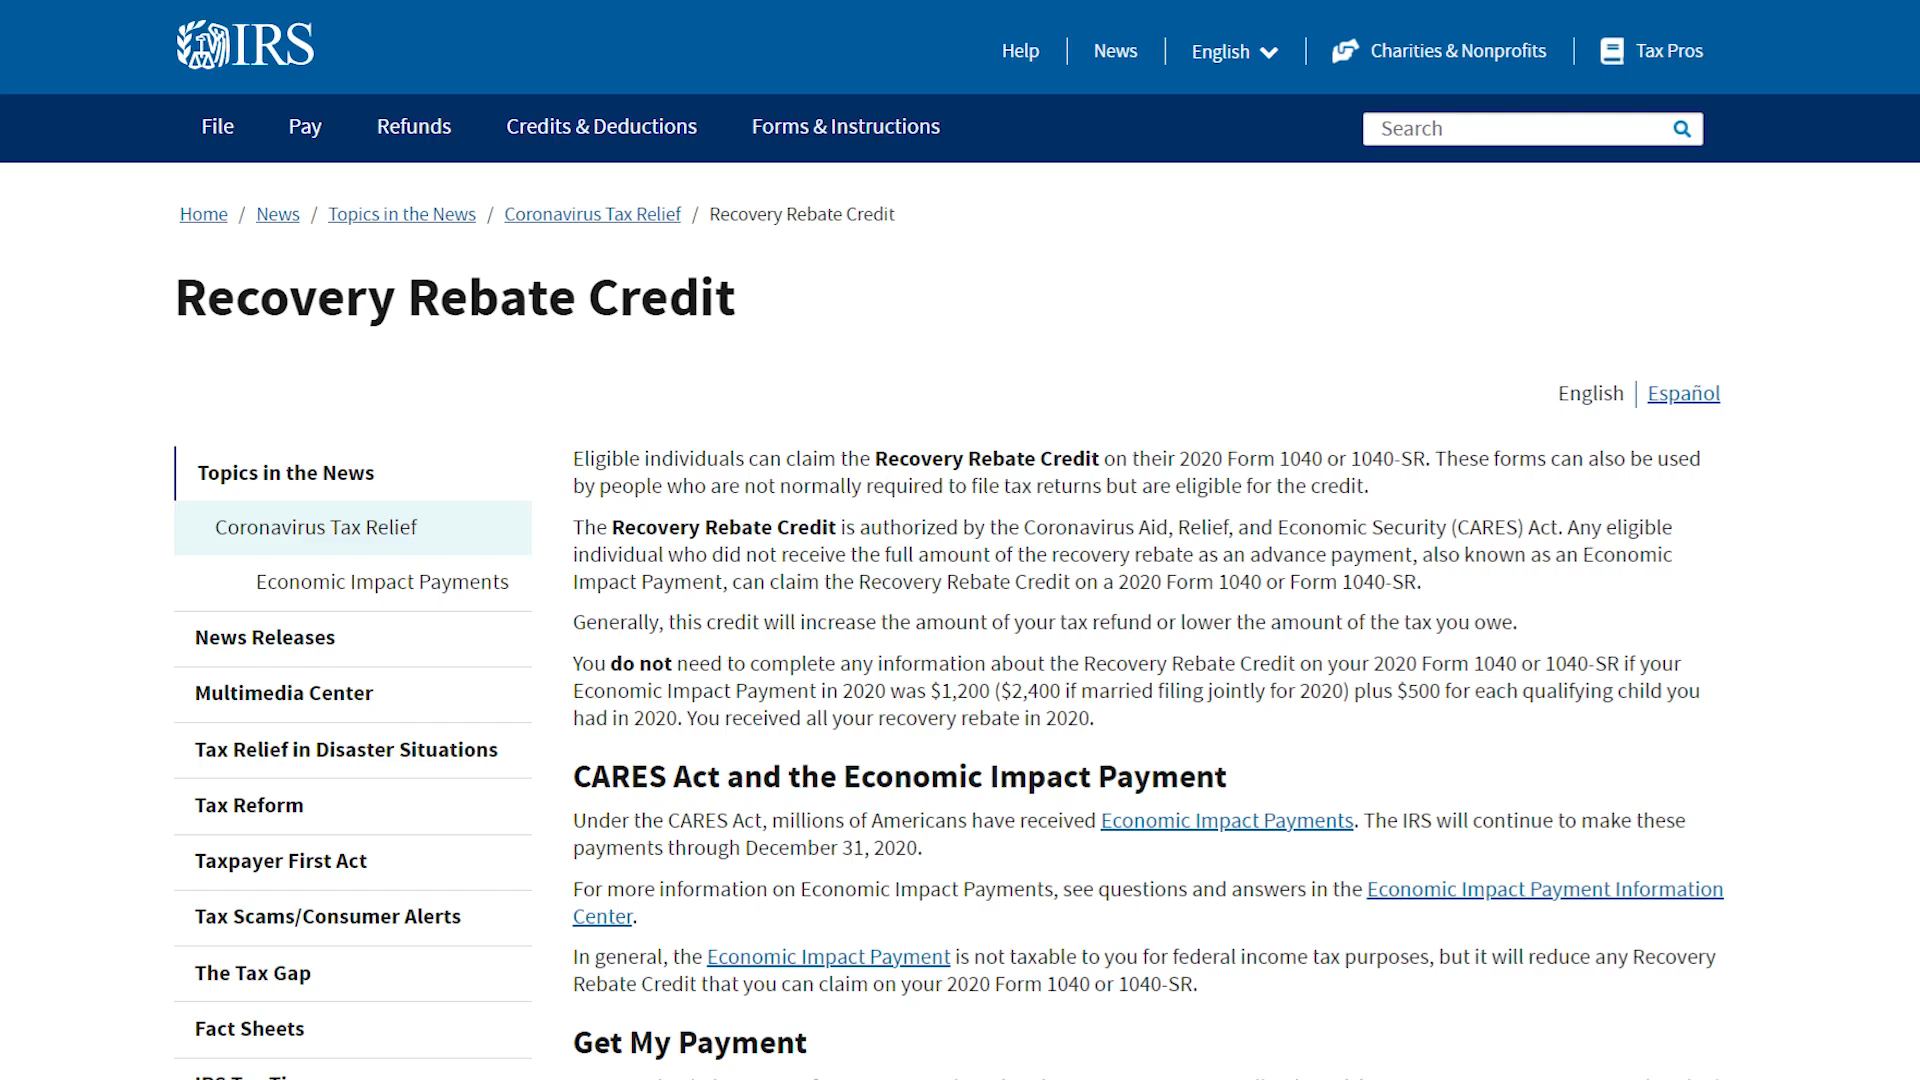 IRS
Help
News
English
Charities & Nonprofits
Tax Pros
File
Pay
Refunds
Credits & Deductions
Forms & Instructions
Search
Home / News / Topics in the News / Coronavirus Tax Relief / Recovery Rebate Credit
Recovery Rebate Credit
English | Español
Topics in the News
Coronavirus Tax Relief
Economic Impact Payments
News Releases
Multimedia Center
Tax Relief in Disaster Situations
Tax Reform
Taxpayer First Act
Tax Scams/Consumer Alerts
The Tax Gap
Fact Sheets
Eligible individuals can claim the Recovery Rebate Credit on their 2020 Form 1040 or 1040-SR. These forms can also be used
by people who are not normally required to file tax returns but are eligible for the credit.
The Recovery Rebate Credit is authorized by the Coronavirus Aid, Relief, and Economic Security (CARES) Act. Any eligible
individual who did not receive the full amount of the recovery rebate as an advance payment, also known as an Economic
Impact Payment, can claim the Recovery Rebate Credit on a 2020 Form 1040 or Form 1040-SR.
Generally, this credit will increase the amount of your tax refund or lower the amount of the tax you owe.
You do not need to complete any information about the Recovery Rebate Credit on your 2020 Form 1040 or 1040-SR if your
Economic Impact Payment in 2020 was $1,200 ($2,400 if married filing jointly for 2020) plus $500 for each qualifying child you
had in 2020. You received all your recovery rebate in 2020.
CARES Act and the Economic Impact Payment
Under the CARES Act, millions of Americans have received Economic Impact Payments. The IRS will continue to make these
payments through December 31, 2020.
For more information on Economic Impact Payments, see questions and answers in the Economic Impact Payment Information
Center.
In general, the Economic Impact Payment is not taxable to you for federal income tax purposes, but it will reduce any Recovery
Rebate Credit that you can claim on your 2020 Form 1040 or 1040-SR.
Get My Payment